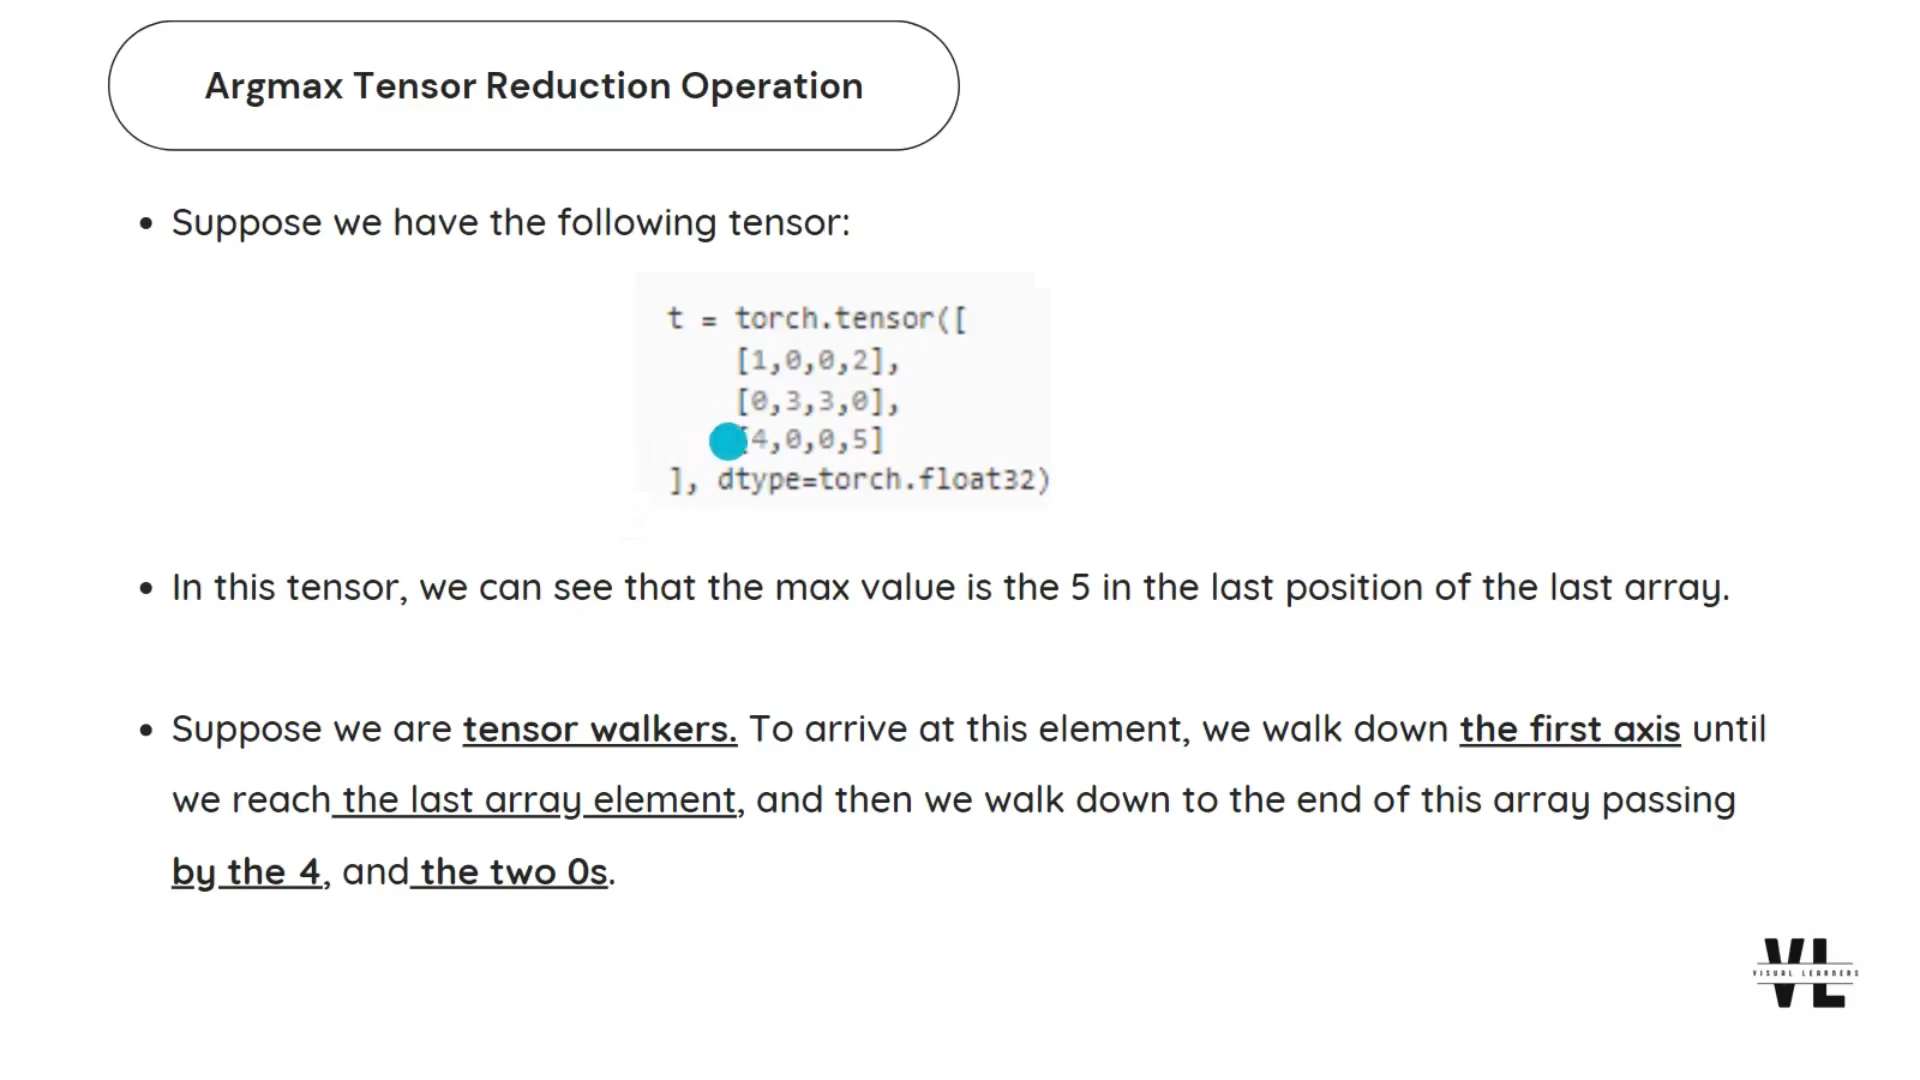 Argmax Tensor Reduction Operation
• Suppose we have the following tensor:
t = torch.tensor([
[1,0,0,2],
[0,3,3,0],
[4,0,0,5]
], dtype=torch.float32)
• In this tensor, we can see that the max value is the 5 in the last position of the last array.
• Suppose we are tensor walkers. To arrive at this element, we walk down the first axis until
we reach the last array element, and then we walk down to the end of this array passing
by the 4, and the two 0s.
VL
VISUAL LEARNERS